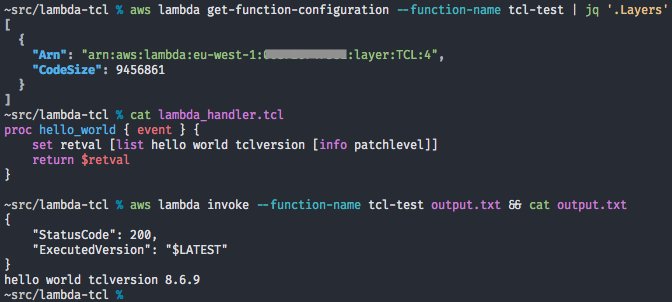 ~src/lambda-tcl % aws lambda get-function-configuration --function-name tcl-test | jq '.Layers'
[
  {
    "Arn": "arn:aws:lambda:eu-west-1: :layer:TCL:4",
    "CodeSize": 9456861
  }
]
~src/lambda-tcl % cat lambda_handler.tcl
proc hello_world { event } {
    set retval [list hello world tclversion [info patchlevel]]
    return $retval
}
~src/lambda-tcl % aws lambda invoke --function-name tcl-test output.txt && cat output.txt
{
    "StatusCode": 200,
    "ExecutedVersion": "$LATEST"
}
hello world tclversion 8.6.9
~src/lambda-tcl %